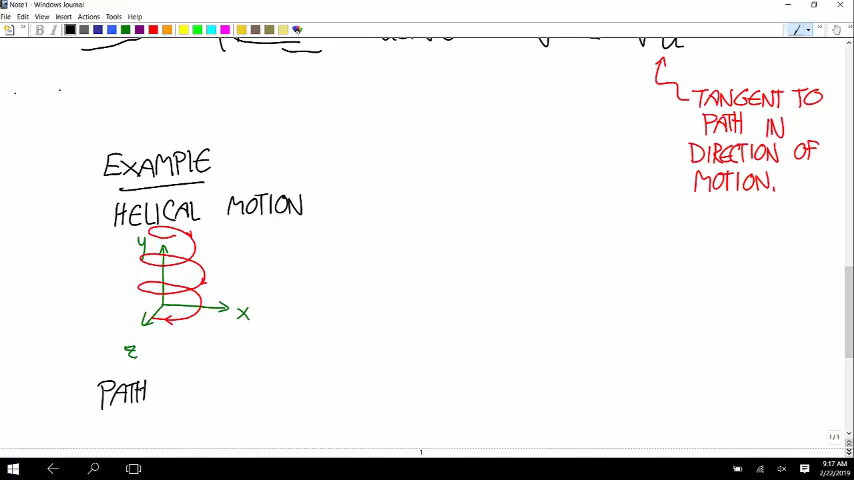 Note1 - Windows Journal
File Edit View Insert Actions Tools Help
B I
TANGENT TO
PATH IN
DIRECTION OF
MOTION.
EXAMPLE
HELICAL MOTION
y
x
z
PATH
1/1
1
9:17 AM
2/22/2019